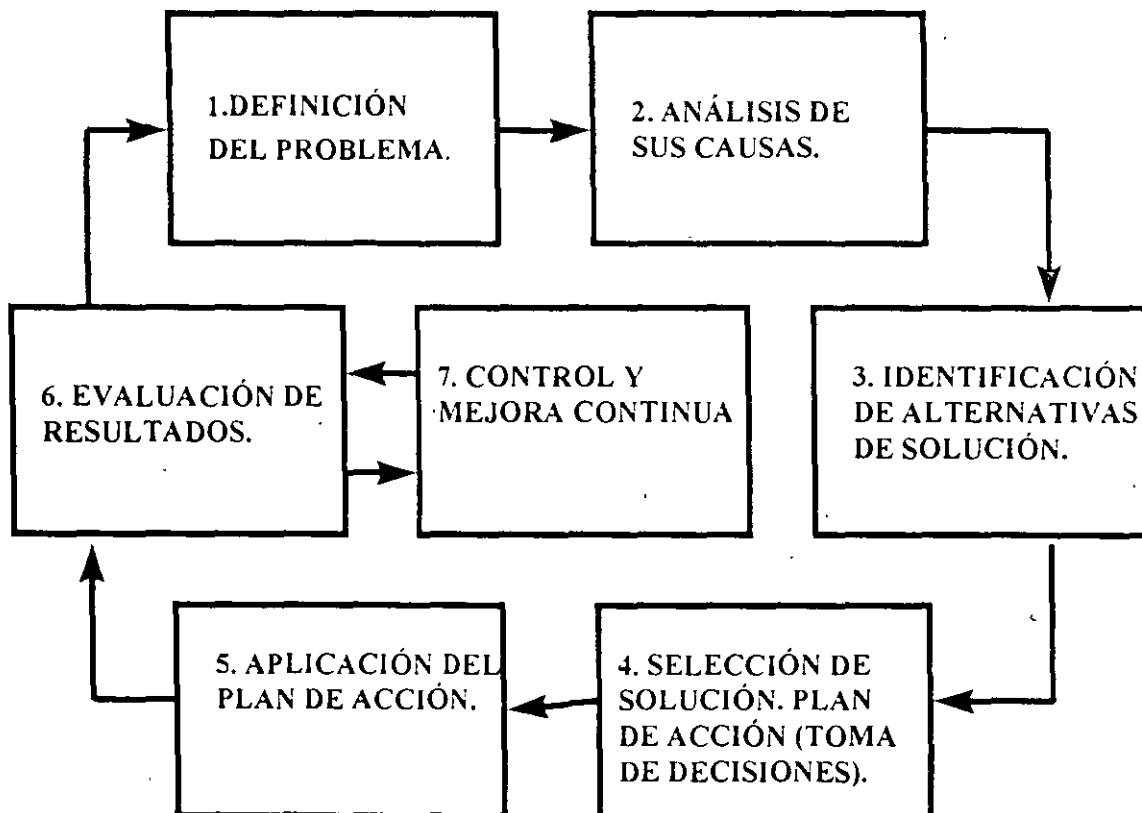 1.DEFINICIÓN
DEL PROBLEMA.
2. ANÁLISIS DE
SUS CAUSAS.
3. IDENTIFICACIÓN
DE ALTERNATIVAS
DE SOLUCIÓN.
4. SELECCIÓN DE
SOLUCIÓN. PLAN
DE ACCIÓN (TOMA
DE DECISIONES).
5. APLICACIÓN DEL
PLAN DE ACCIÓN.
6. EVALUACIÓN DE
RESULTADOS.
7. CONTROL Y
MEJORA CONTINUA